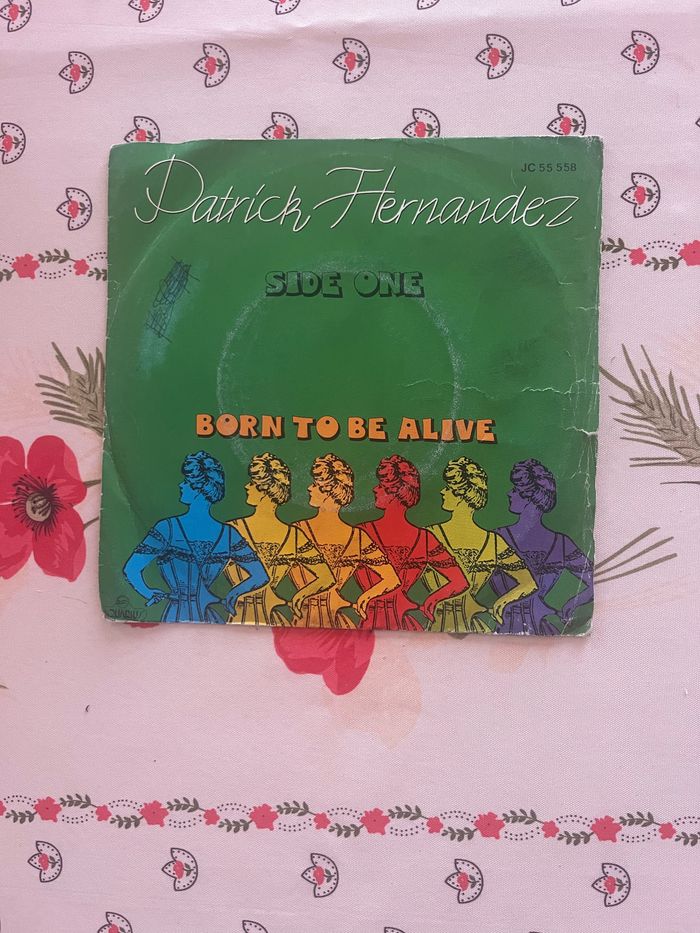 JC 55 558
Patrick Hernandez
SIDE ONE
BORN TO BE ALIVE